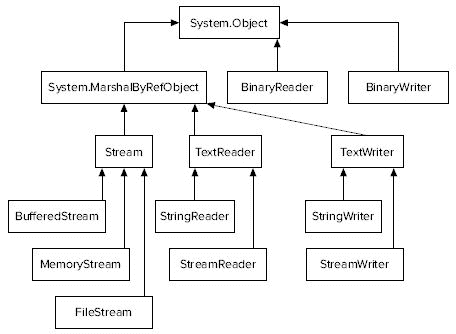 System.Object
System.MarshalByRefObject
BinaryReader
BinaryWriter
Stream
TextReader
TextWriter
BufferedStream
StringReader
StringWriter
MemoryStream
StreamReader
StreamWriter
FileStream